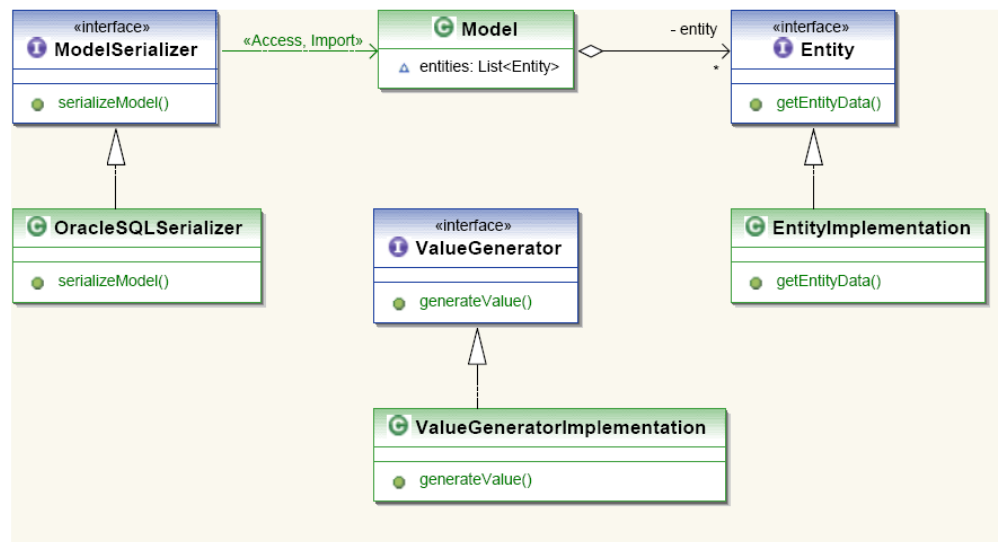 «interface»
I ModelSerializer
serializeModel()
«Access, Import»
C Model
entities: List<Entity>
- entity
*
«interface»
I Entity
getEntityData()
C OracleSQLSerializer
serializeModel()
«interface»
I ValueGenerator
generateValue()
C EntityImplementation
getEntityData()
C ValueGeneratorImplementation
generateValue()